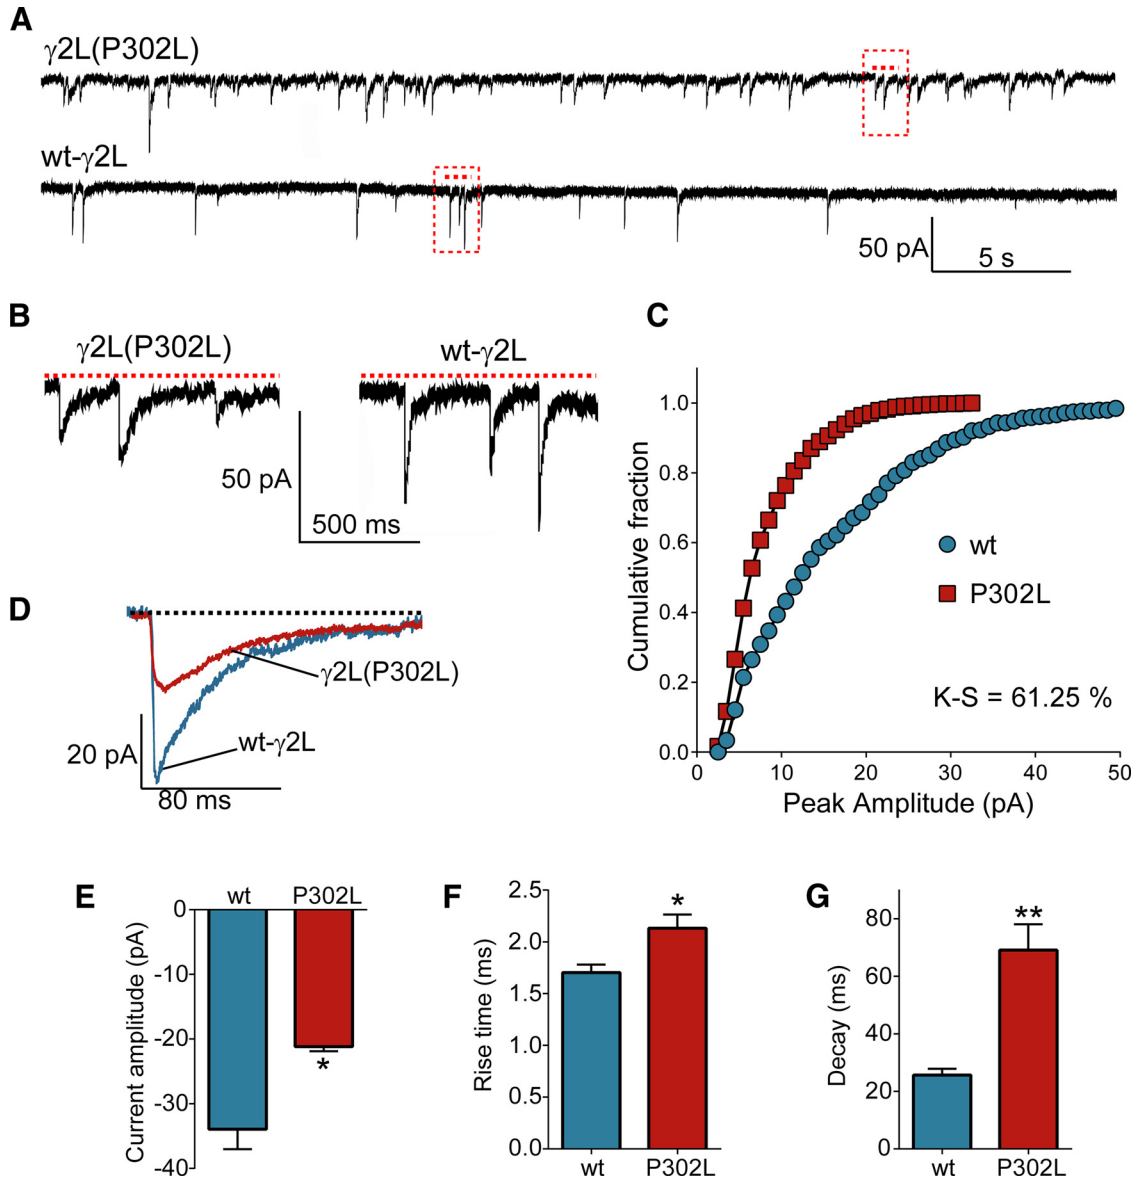 A
γ2L(P302L)
wt-γ2L
50 pA
5 s
B
γ2L(P302L)
wt-γ2L
50 pA
500 ms
C
Cumulative fraction
1.0
0.8
0.6
0.4
0.2
0.0
0 10 20 30 40 50
Peak Amplitude (pA)
wt
P302L
K-S = 61.25 %
D
γ2L(P302L)
wt-γ2L
20 pA
80 ms
E
wt P302L
Current amplitude (pA)
0
-10
-20
-30
-40
*
F
Rise time (ms)
2.5
2.0
1.5
1.0
0.5
0.0
*
wt P302L
G
Decay (ms)
80
60
40
20
0
**
wt P302L